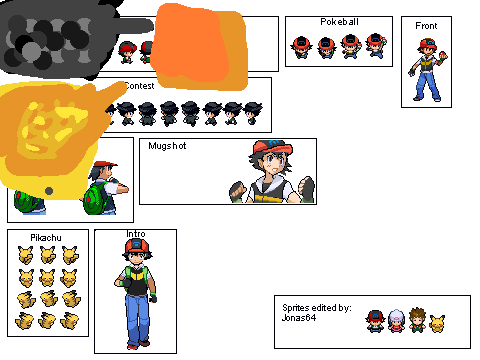 Pokeball
Front
Contest
Mugshot
Pikachu
Intro
Sprites edited by:
Jonas64